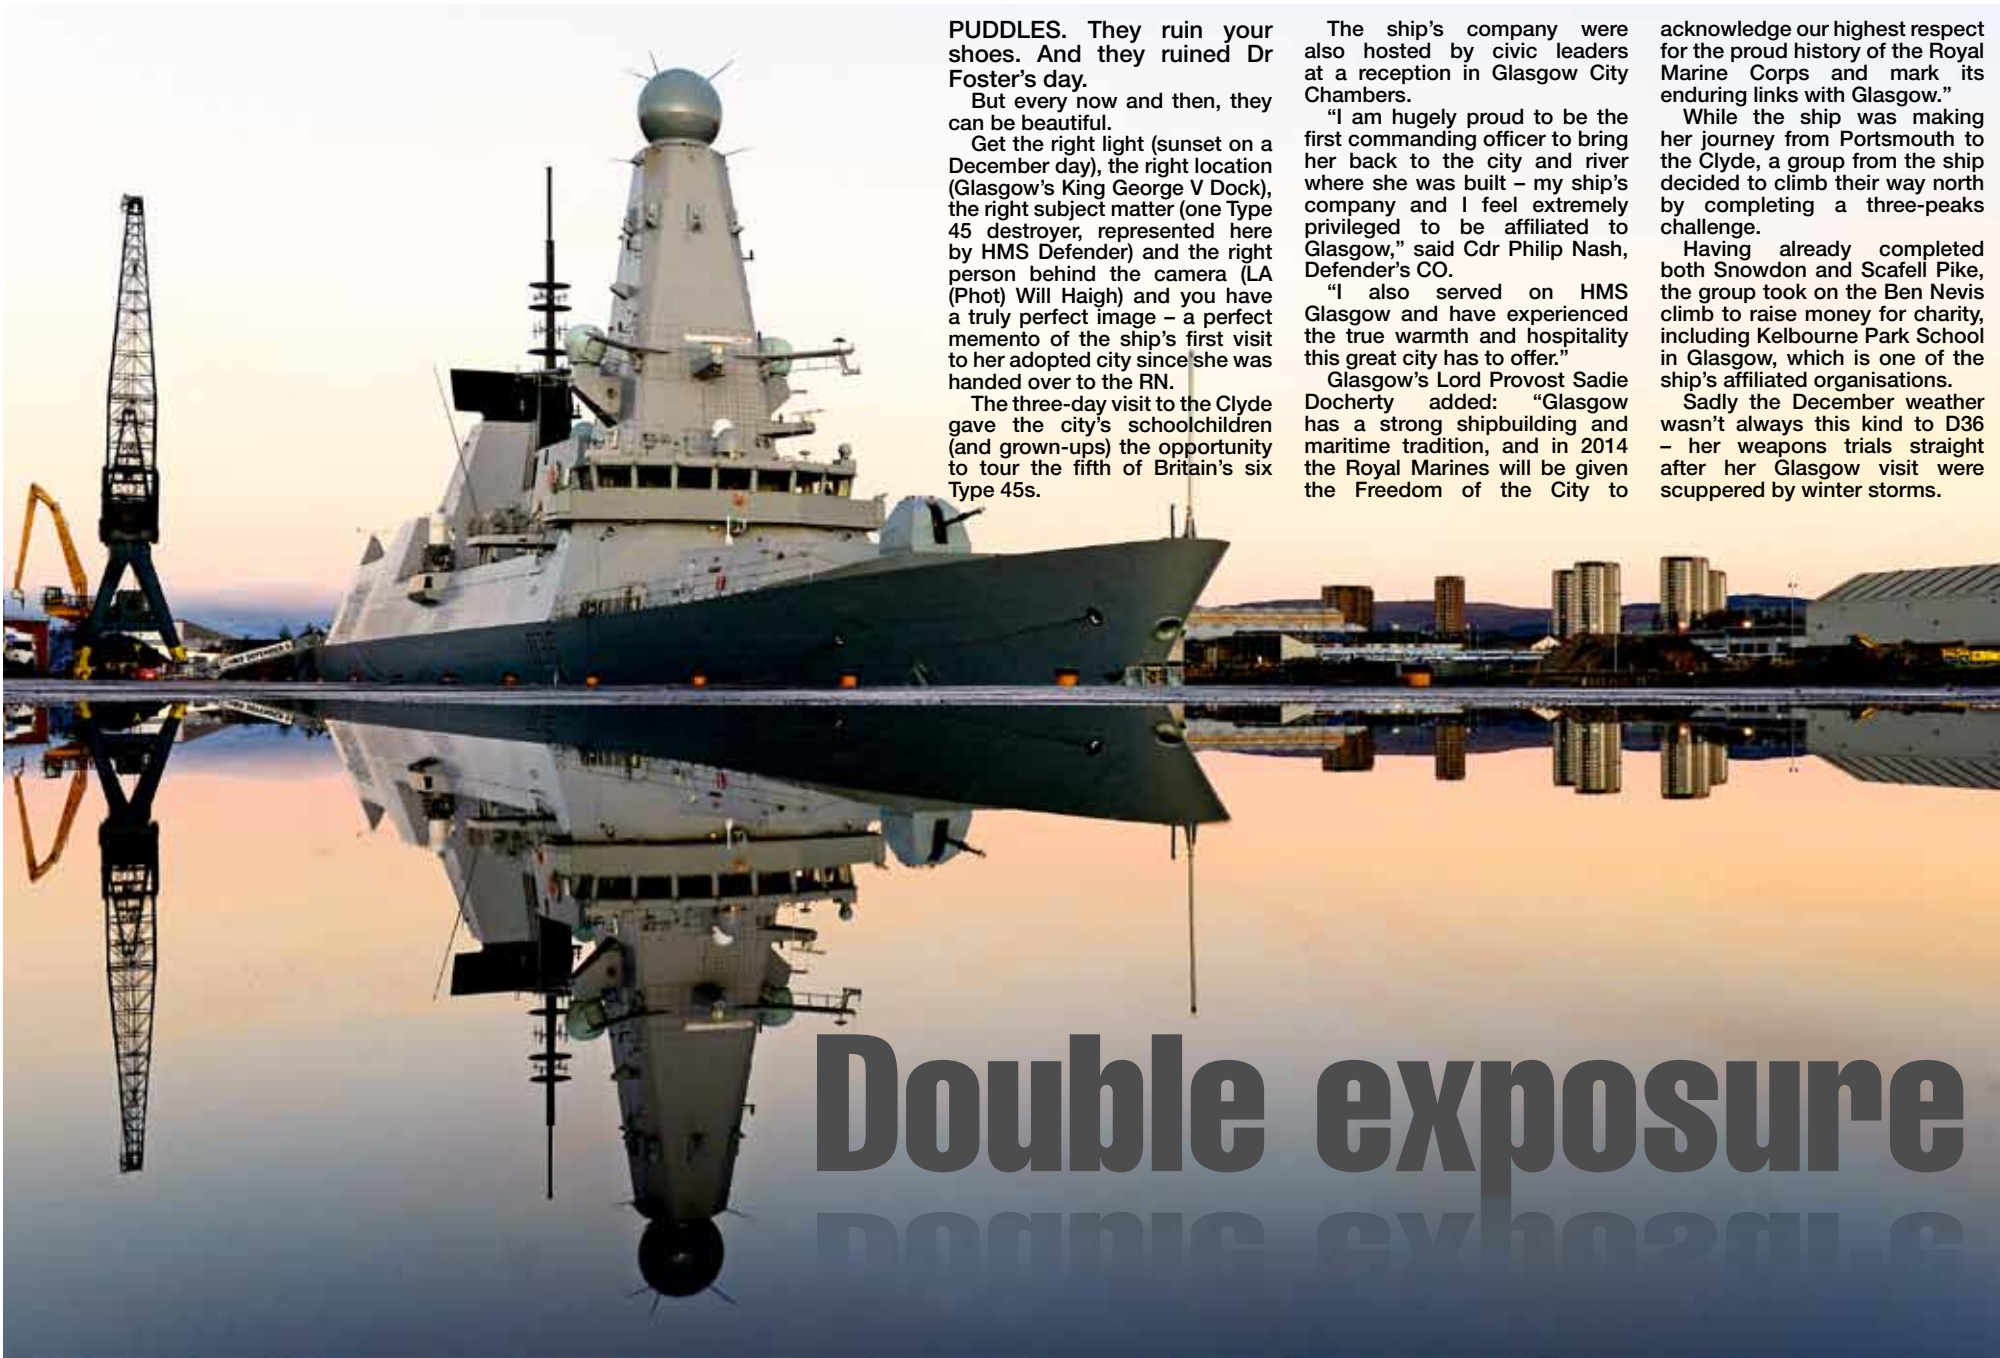 PUDDLES. They ruin your
shoes. And they ruined Dr
Foster's day.
But every now and then, they
can be beautiful.
Get the right light (sunset on a
December day), the right location
(Glasgow's King George V Dock),
the right subject matter (one Type
45 destroyer, represented here
by HMS Defender) and the right
person behind the camera (LA
(Phot) Will Haigh) and you have
a truly perfect image – a perfect
memento of the ship's first visit
to her adopted city since she was
handed over to the RN.
The three-day visit to the Clyde
gave the city's schoolchildren
(and grown-ups) the opportunity
to tour the fifth of Britain's six
Type 45s.
The ship's company were
also hosted by civic leaders
at a reception in Glasgow City
Chambers.
“I am hugely proud to be the
first commanding officer to bring
her back to the city and river
where she was built – my ship's
company and I feel extremely
privileged to be affiliated to
Glasgow,” said Cdr Philip Nash,
Defender's CO.
“I also served on HMS
Glasgow and have experienced
the true warmth and hospitality
this great city has to offer.”
Glasgow's Lord Provost Sadie
Docherty added: “Glasgow
has a strong shipbuilding and
maritime tradition, and in 2014
the Royal Marines will be given
the Freedom of the City to
acknowledge our highest respect
for the proud history of the Royal
Marine Corps and mark its
enduring links with Glasgow.”
While the ship was making
her journey from Portsmouth to
the Clyde, a group from the ship
decided to climb their way north
by completing a three-peaks
challenge.
Having already completed
both Snowdon and Scafell Pike,
the group took on the Ben Nevis
climb to raise money for charity,
including Kelbourne Park School
in Glasgow, which is one of the
ship's affiliated organisations.
Sadly the December weather
wasn't always this kind to D36
– her weapons trials straight
after her Glasgow visit were
scuppered by winter storms.
Double exposure